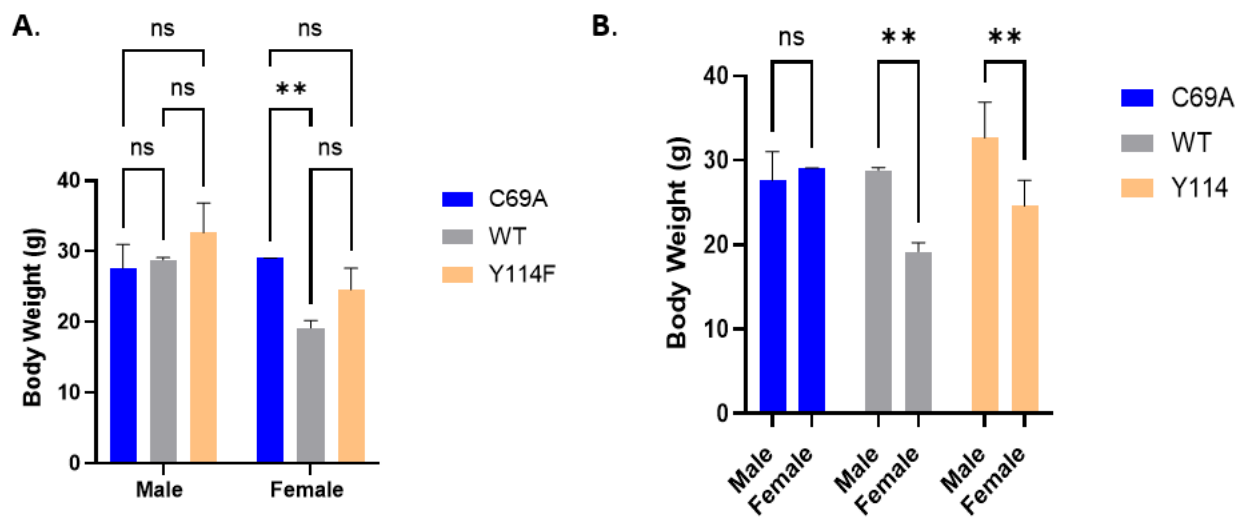 A.
ns
ns
ns
**
ns
ns
ns
Body Weight (g)
40
30
20
10
0
Male
Female
C69A
WT
Y114F
B.
ns
**
**
Body Weight (g)
40
30
20
10
0
Male
Female
Male
Female
Male
Female
C69A
WT
Y114